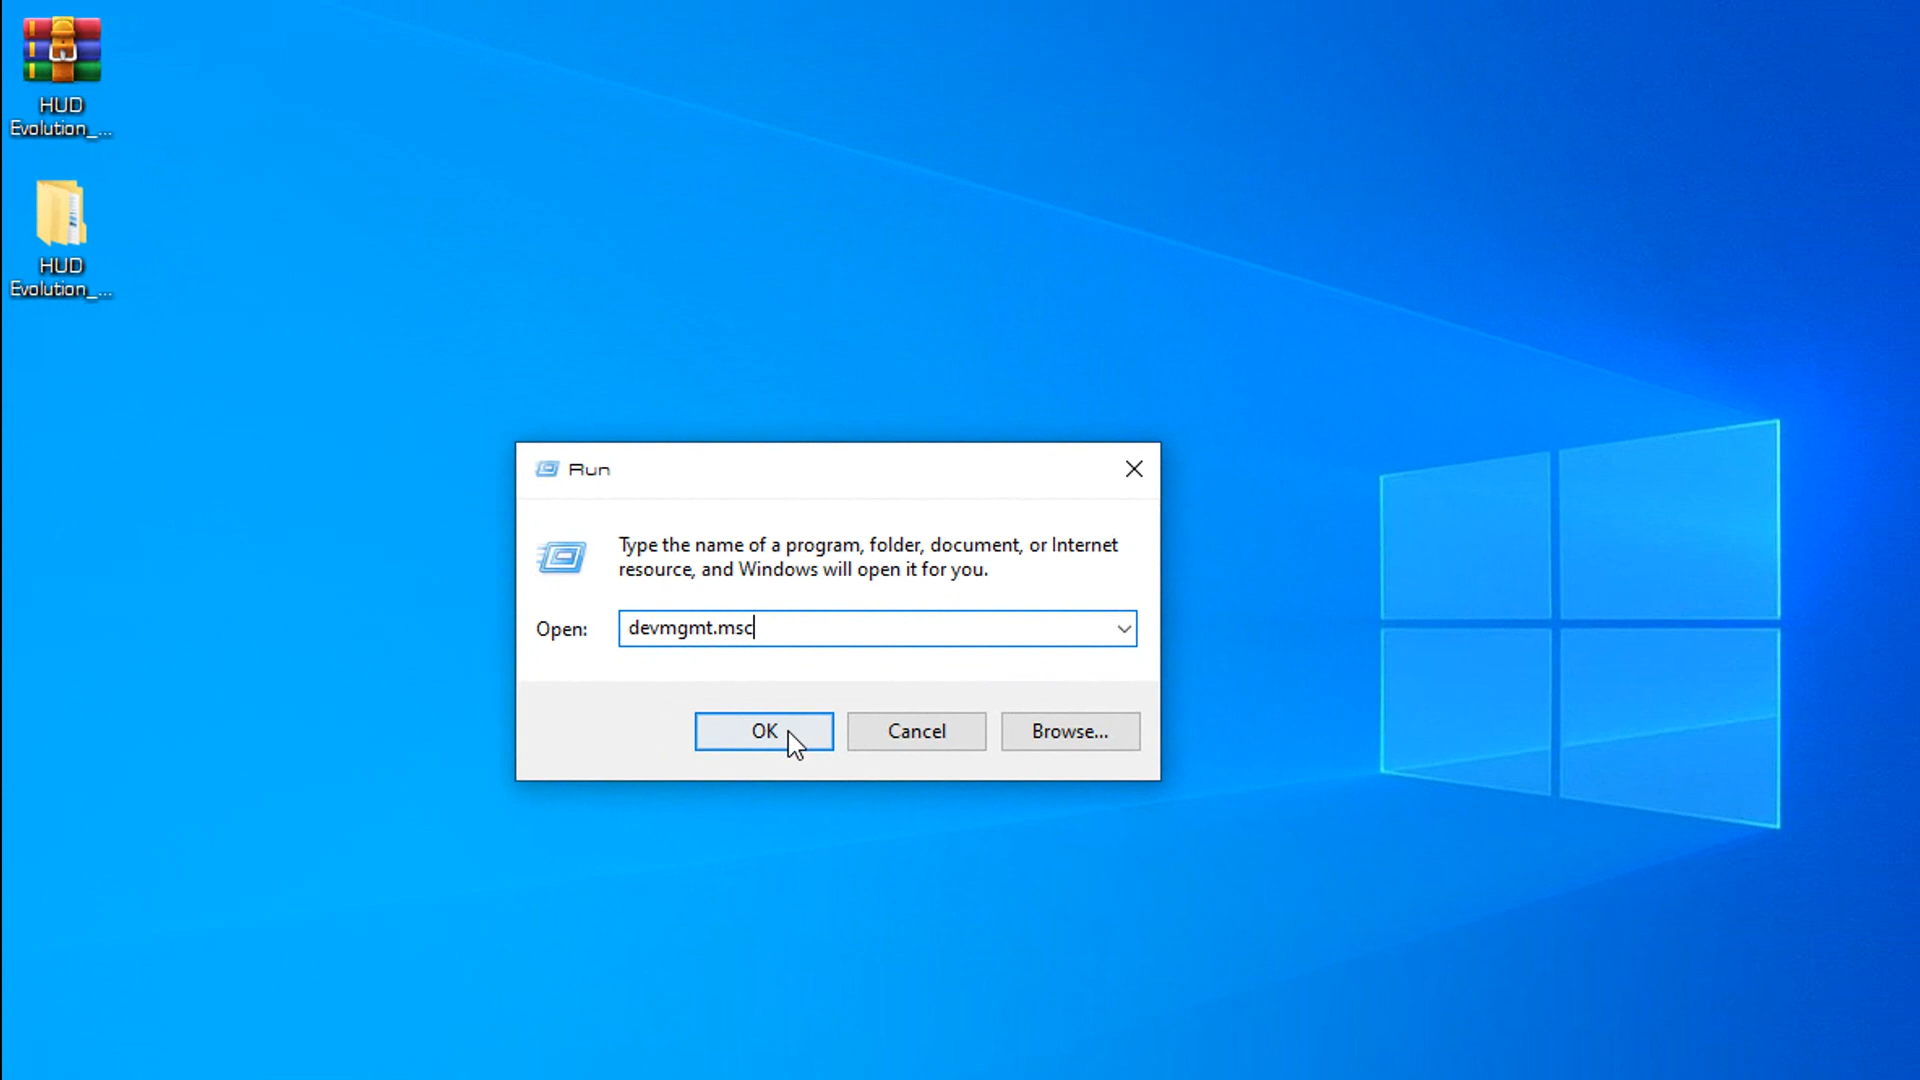 HUD
Evolution_...
HUD
Evolution_...
Run
Type the name of a program, folder, document, or Internet
resource, and Windows will open it for you.
Open:
devmgmt.msc
OK
Cancel
Browse...